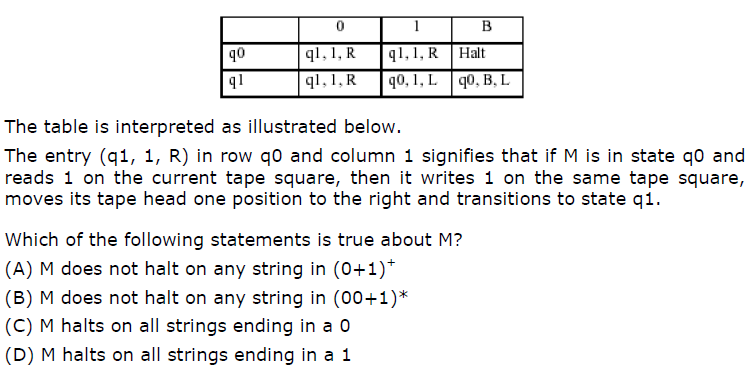 0 1 B
q0 q1, 1, R q1, 1, R Halt
q1 q1, 1, R q0, 1, L q0, B, L
The table is interpreted as illustrated below.
The entry (q1, 1, R) in row q0 and column 1 signifies that if M is in state q0 and
reads 1 on the current tape square, then it writes 1 on the same tape square,
moves its tape head one position to the right and transitions to state q1.
Which of the following statements is true about M?
(A) M does not halt on any string in (0+1)⁺
(B) M does not halt on any string in (00+1)*
(C) M halts on all strings ending in a 0
(D) M halts on all strings ending in a 1